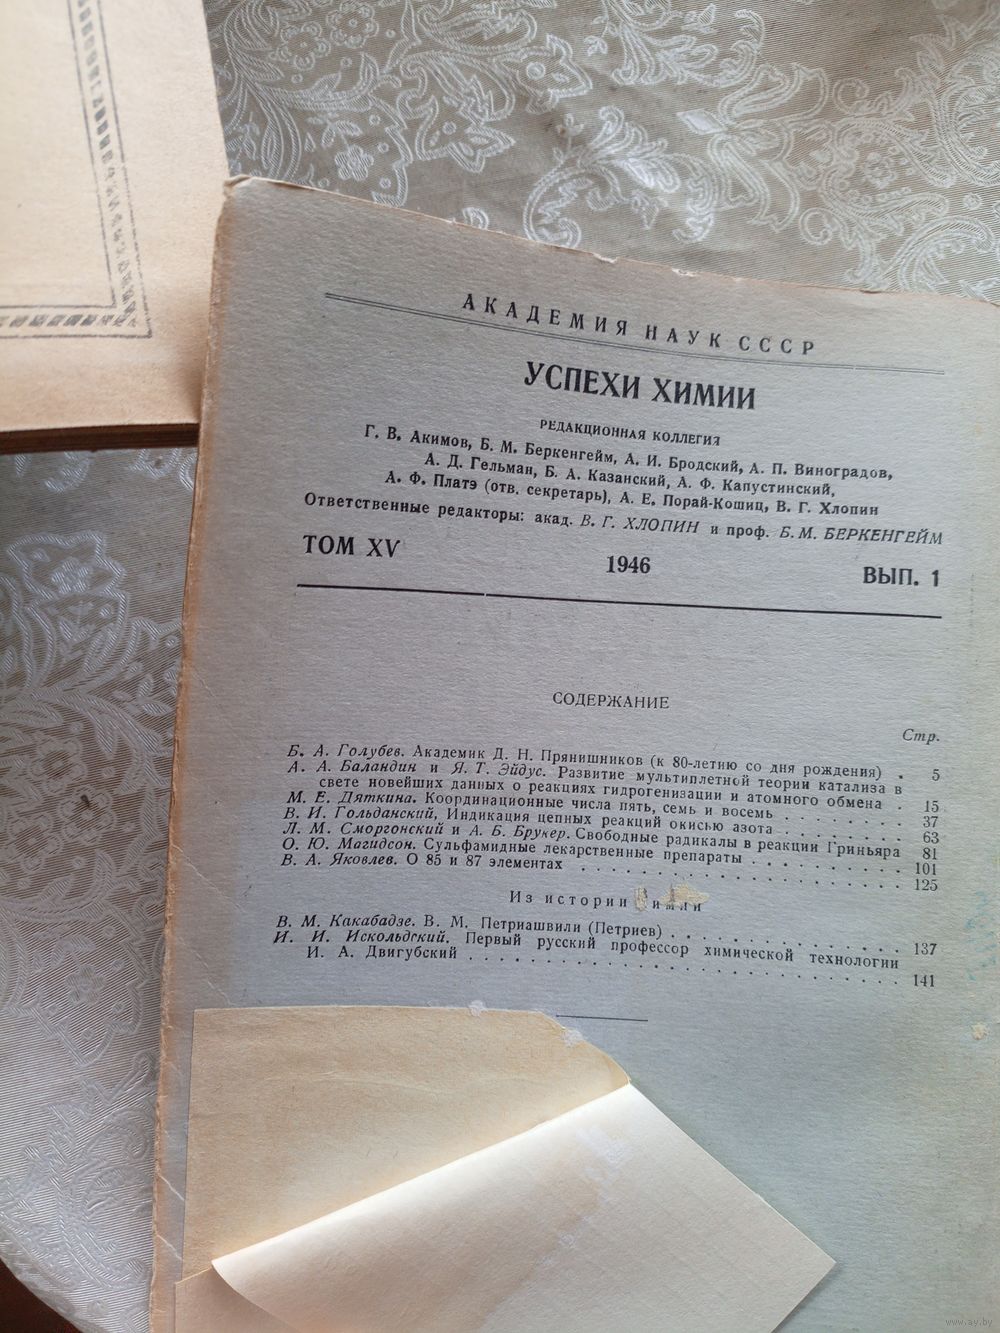 АКАДЕМИЯ НАУК СССР
УСПЕХИ ХИМИИ
РЕДАКЦИОННАЯ КОЛЛЕГИЯ
Г. В. Акимов, Б. М. Беркенгейм, А. И. Бродский, А. П. Виноградов,
А. Д. Гельман, Б. А. Казанский, А. Ф. Капустинский,
А. Ф. Платэ (отв. секретарь), А. Е. Порай-Кошиц, В. Г. Хлопин
Ответственные редакторы: акад. В. Г. ХЛОПИН и проф. Б. М. БЕРКЕНГЕЙМ
ТОМ XV 1946 ВЫП. 1
СОДЕРЖАНИЕ
Стр.
Б. А. Голубев. Академик Д. Н. Прянишников (к 80-летию со дня рождения) . 5
А. А. Баландин и Я. Т. Эйдус. Развитие мультиплетной теории катализа в
свете новейших данных о реакциях гидрогенизации и атомного обмена . 15
М. Е. Дяткина. Координационные числа пять, семь и восемь . . . . . . . . 37
В. И. Гольданский, Индикация цепных реакций окисью азота . . . . . . . . 63
Л. М. Сморгонский и А. Б. Брукер. Свободные радикалы в реакции Гриньяра 81
О. Ю. Магидсон. Сульфамидные лекарственные препараты . . . . . . . . . . 101
В. А. Яковлев. О 85 и 87 элементах . . . . . . . . . . . . . . . . . . . . 125
Из истории химии
В. М. Какабадзе. В. М. Петриашвили (Петриев) . . . . . . . . . . . . . . 137
И. И. Искольдский. Первый русский профессор химической технологии
И. А. Двигубский . . . . . . . . . . . . . . . . . . . . . . . . . . 141
www.ay.by